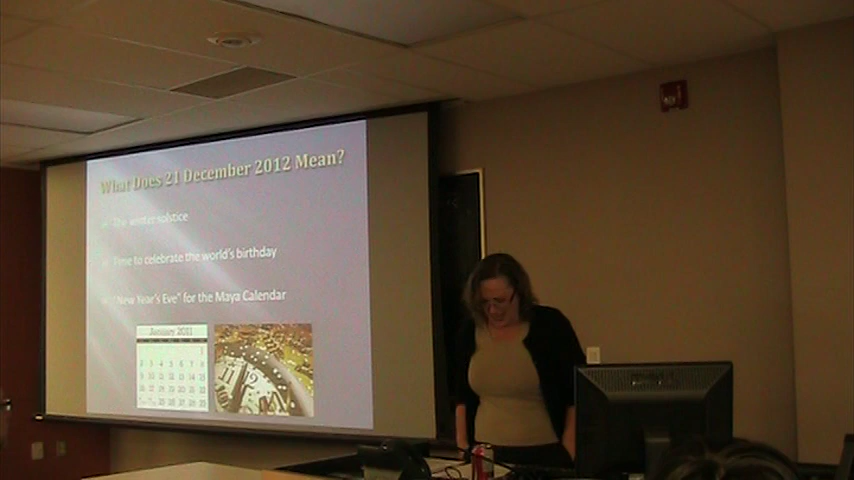 What Does 21 December 2012 Mean?
The winter solstice
Time to celebrate the world's birthday
"New Year's Eve" for the Maya Calendar
January 2011
12